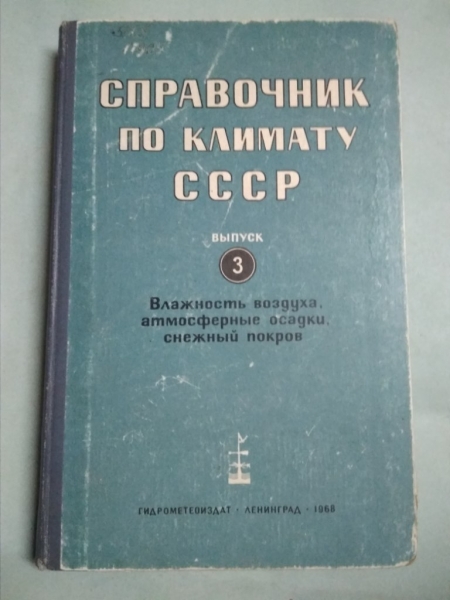 СПРАВОЧНИК
ПО КЛИМАТУ
СССР
ВЫПУСК
3
Влажность воздуха,
атмосферные осадки,
снежный покров
ГИДРОМЕТЕОИЗДАТ · ЛЕНИНГРАД · 1968